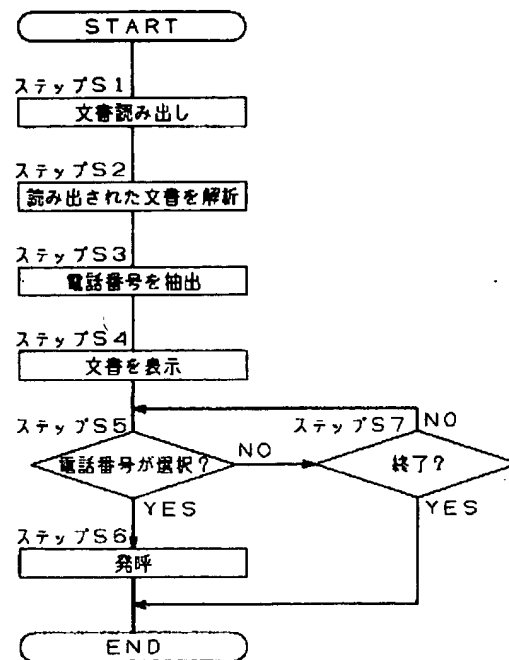 START
ステップS1
文書読み出し
ステップS2
読み出された文書を解析
ステップS3
電話番号を抽出
ステップS4
文書を表示
ステップS5
電話番号が選択?
NO
YES
ステップS7
終了?
NO
YES
ステップS6
発呼
END